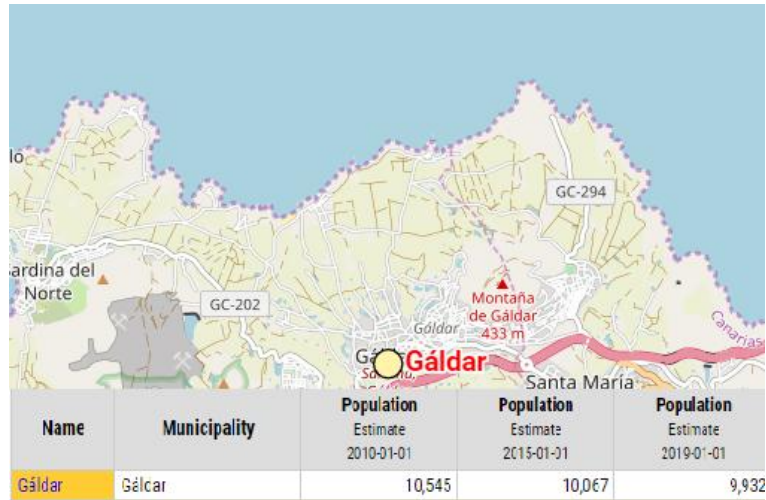 lo
GC-294
ardina del
Norte
GC-202
Montaña
de Gáldar
433 m
Gáldar
Gáldar
Canarias
Santa María
Name
Municipality
Population
Estimate
2010-01-01
Population
Estimate
2015-01-01
Population
Estimate
2019-01-01
Gáldar
Gálcar
10,545
10,067
9,932